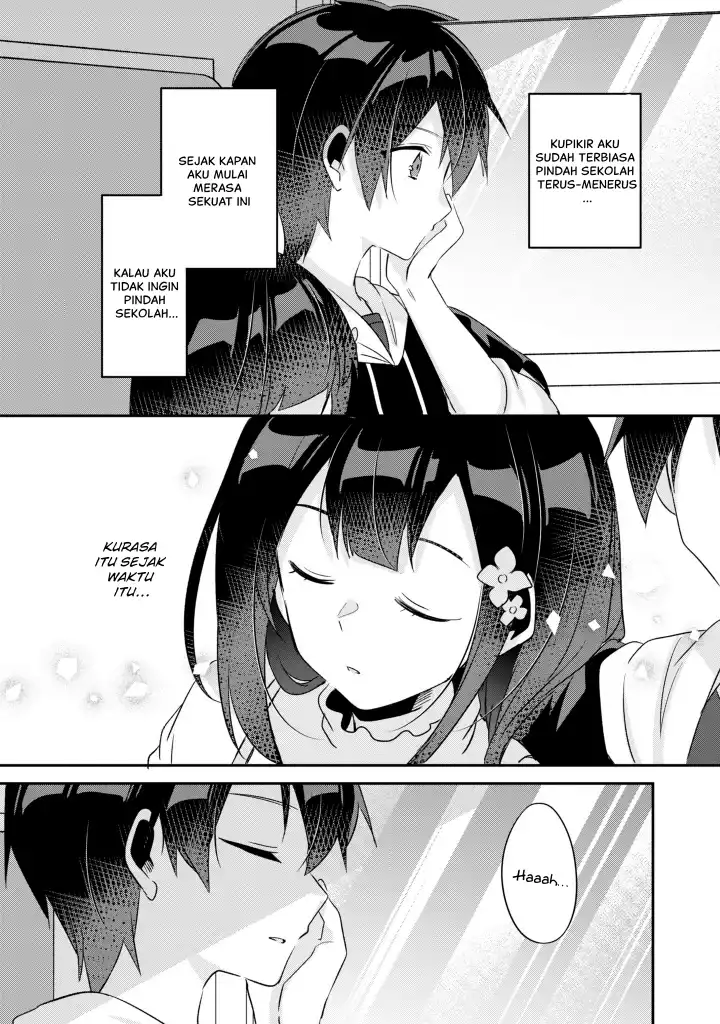 KUPIKIR AKU
SUDAH TERBIASA
PINDAH SEKOLAH
TERUS-MENERUS
...
SEJAK KAPAN
AKU MULAI
MERASA
SEKUAT INI
KALAU AKU
TIDAK INGIN
PINDAH
SEKOLAH...
KURASA
ITU SEJAK
WAKTU
ITU...
Haaah...